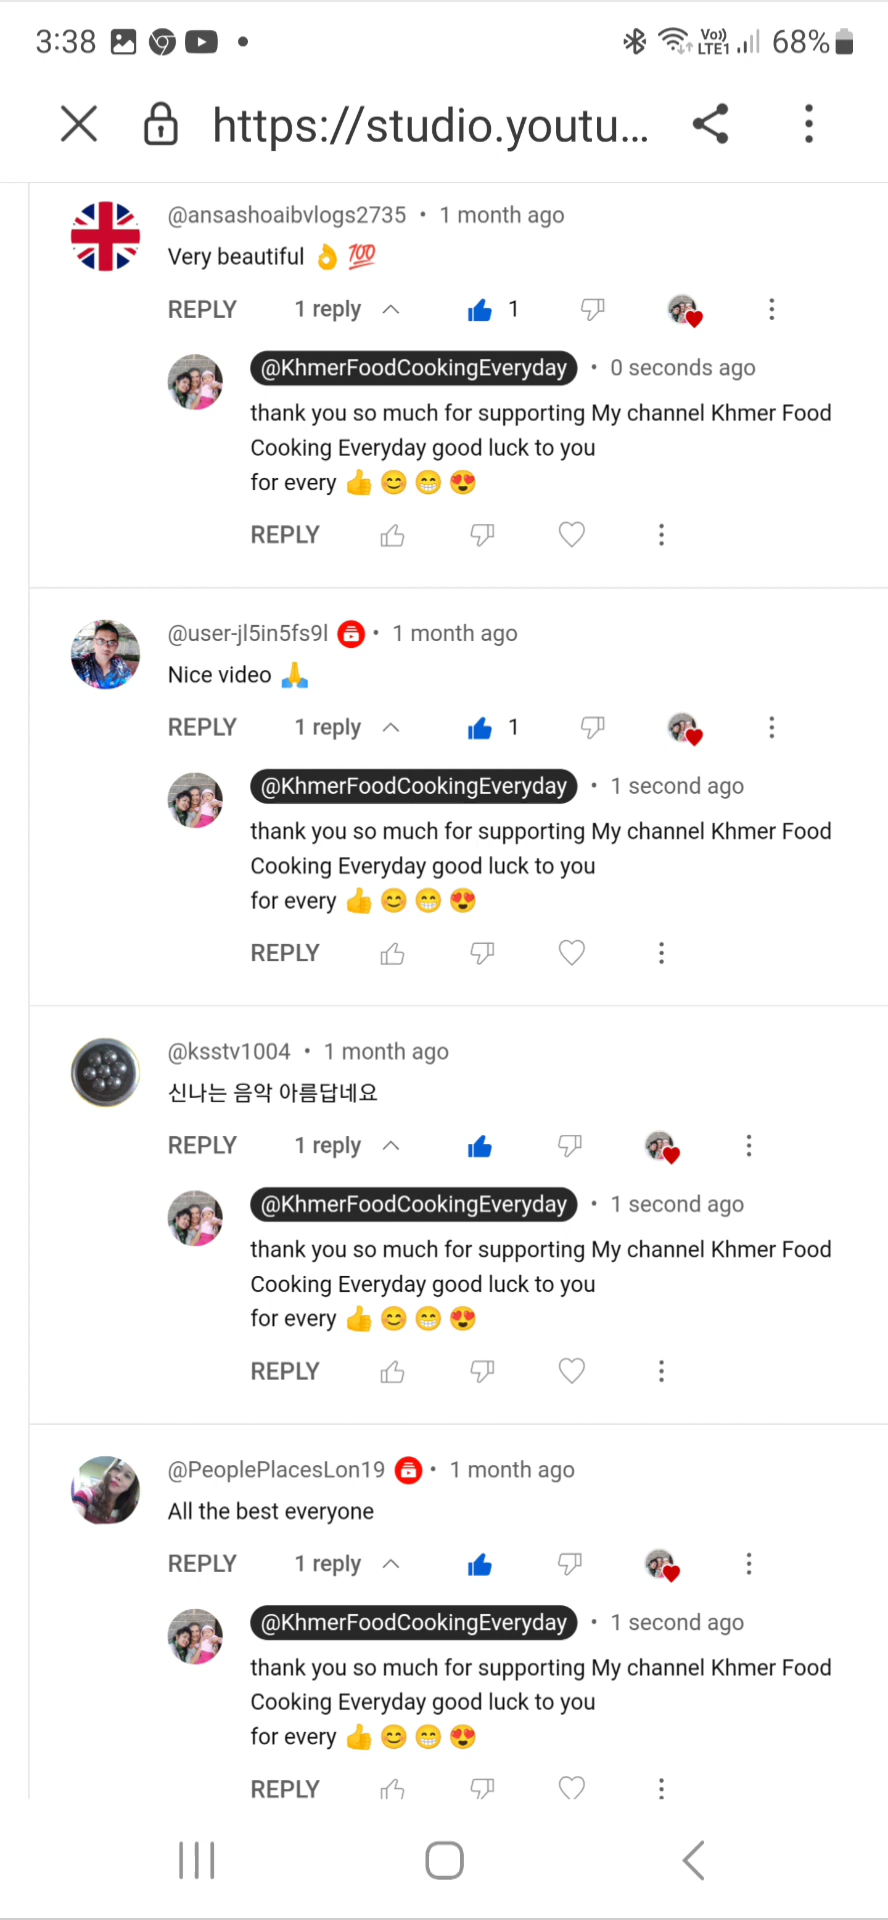 3:38
Vo))
LTE1
68%
https://studio.youtu...
@ansashoaibvlogs2735 • 1 month ago
Very beautiful 👌 💯
REPLY 1 reply 1
@KhmerFoodCookingEveryday • 0 seconds ago
thank you so much for supporting My channel Khmer Food
Cooking Everyday good luck to you
for every 👍 😊 😁 😍
REPLY
@user-jl5in5fs9l • 1 month ago
Nice video 🙏
REPLY 1 reply 1
@KhmerFoodCookingEveryday • 1 second ago
thank you so much for supporting My channel Khmer Food
Cooking Everyday good luck to you
for every 👍 😊 😁 😍
REPLY
@ksstv1004 • 1 month ago
신나는 음악 아름답네요
REPLY 1 reply
@KhmerFoodCookingEveryday • 1 second ago
thank you so much for supporting My channel Khmer Food
Cooking Everyday good luck to you
for every 👍 😊 😁 😍
REPLY
@PeoplePlacesLon19 • 1 month ago
All the best everyone
REPLY 1 reply
@KhmerFoodCookingEveryday • 1 second ago
thank you so much for supporting My channel Khmer Food
Cooking Everyday good luck to you
for every 👍 😊 😁 😍
REPLY